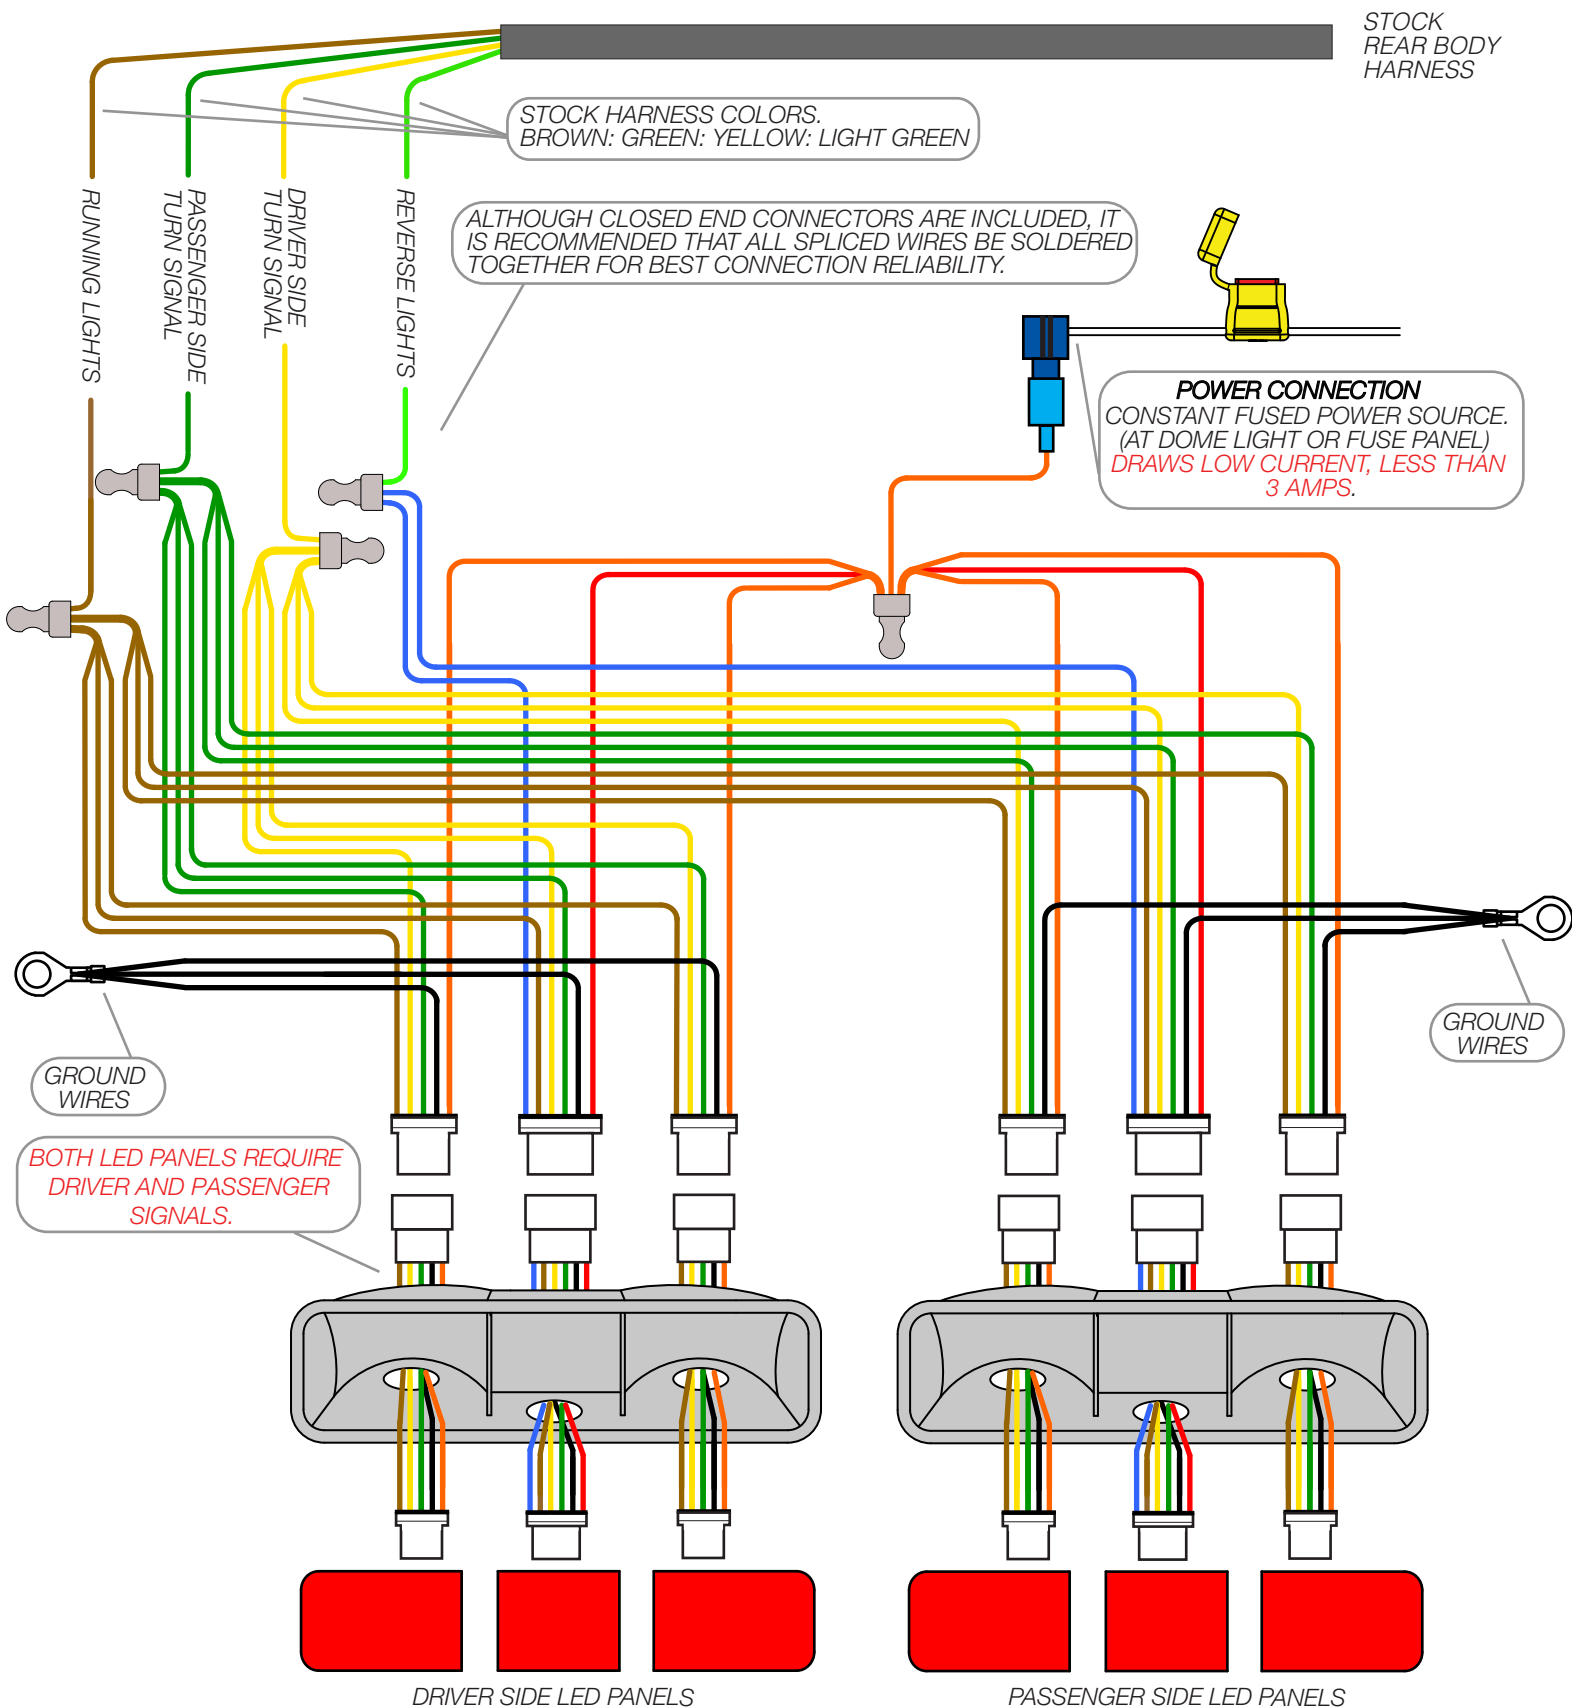 STOCK
REAR BODY
HARNESS
STOCK HARNESS COLORS.
BROWN: GREEN: YELLOW: LIGHT GREEN
RUNNING LIGHTS
PASSENGER SIDE
TURN SIGNAL
DRIVER SIDE
TURN SIGNAL
REVERSE LIGHTS
ALTHOUGH CLOSED END CONNECTORS ARE INCLUDED, IT
IS RECOMMENDED THAT ALL SPLICED WIRES BE SOLDERED
TOGETHER FOR BEST CONNECTION RELIABILITY.
POWER CONNECTION
CONSTANT FUSED POWER SOURCE.
(AT DOME LIGHT OR FUSE PANEL)
DRAWS LOW CURRENT, LESS THAN
3 AMPS.
GROUND
WIRES
GROUND
WIRES
BOTH LED PANELS REQUIRE
DRIVER AND PASSENGER
SIGNALS.
DRIVER SIDE LED PANELS
PASSENGER SIDE LED PANELS